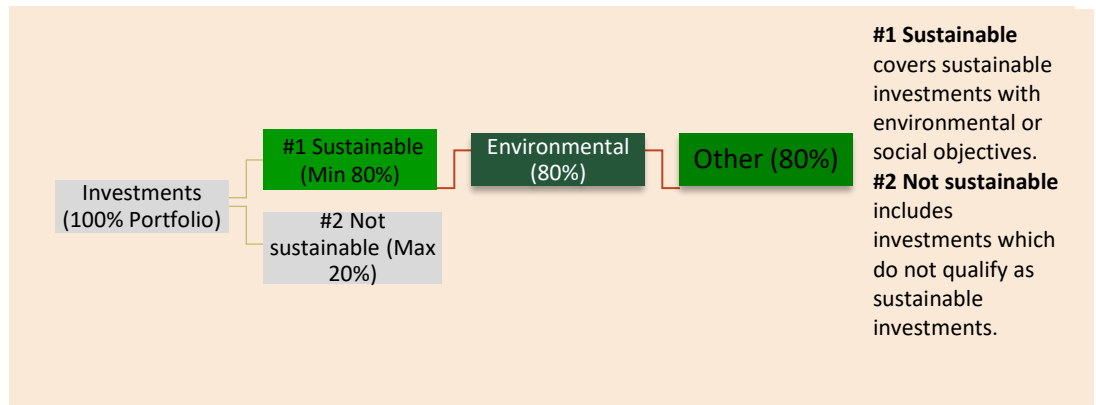 Investments
(100% Portfolio)
#1 Sustainable
(Min 80%)
#2 Not
sustainable (Max
20%)
Environmental
(80%)
Other (80%)
#1 Sustainable
covers sustainable
investments with
environmental or
social objectives.
#2 Not sustainable
includes
investments which
do not qualify as
sustainable
investments.